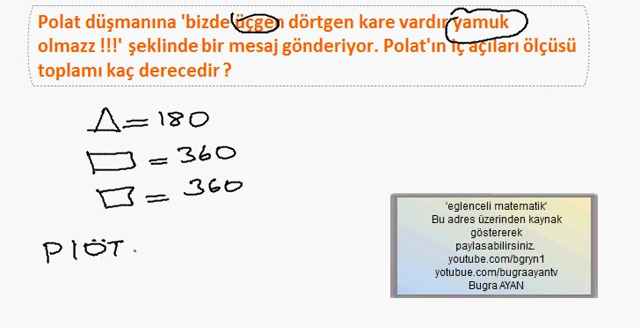 Polat düşmanına 'bizde üçgen dörtgen kare vardır yamuk
olmazz !!!' şeklinde bir mesaj gönderiyor. Polat'ın iç açıları ölçüsü
toplamı kaç derecedir ?
= 180
= 360
= 360
PIÖT.
'eglenceli matematik'
Bu adres üzerinden kaynak
göstererek
paylasabilirsiniz.
youtube.com/bgryn1
yotubue.com/bugraayantv
Bugra AYAN